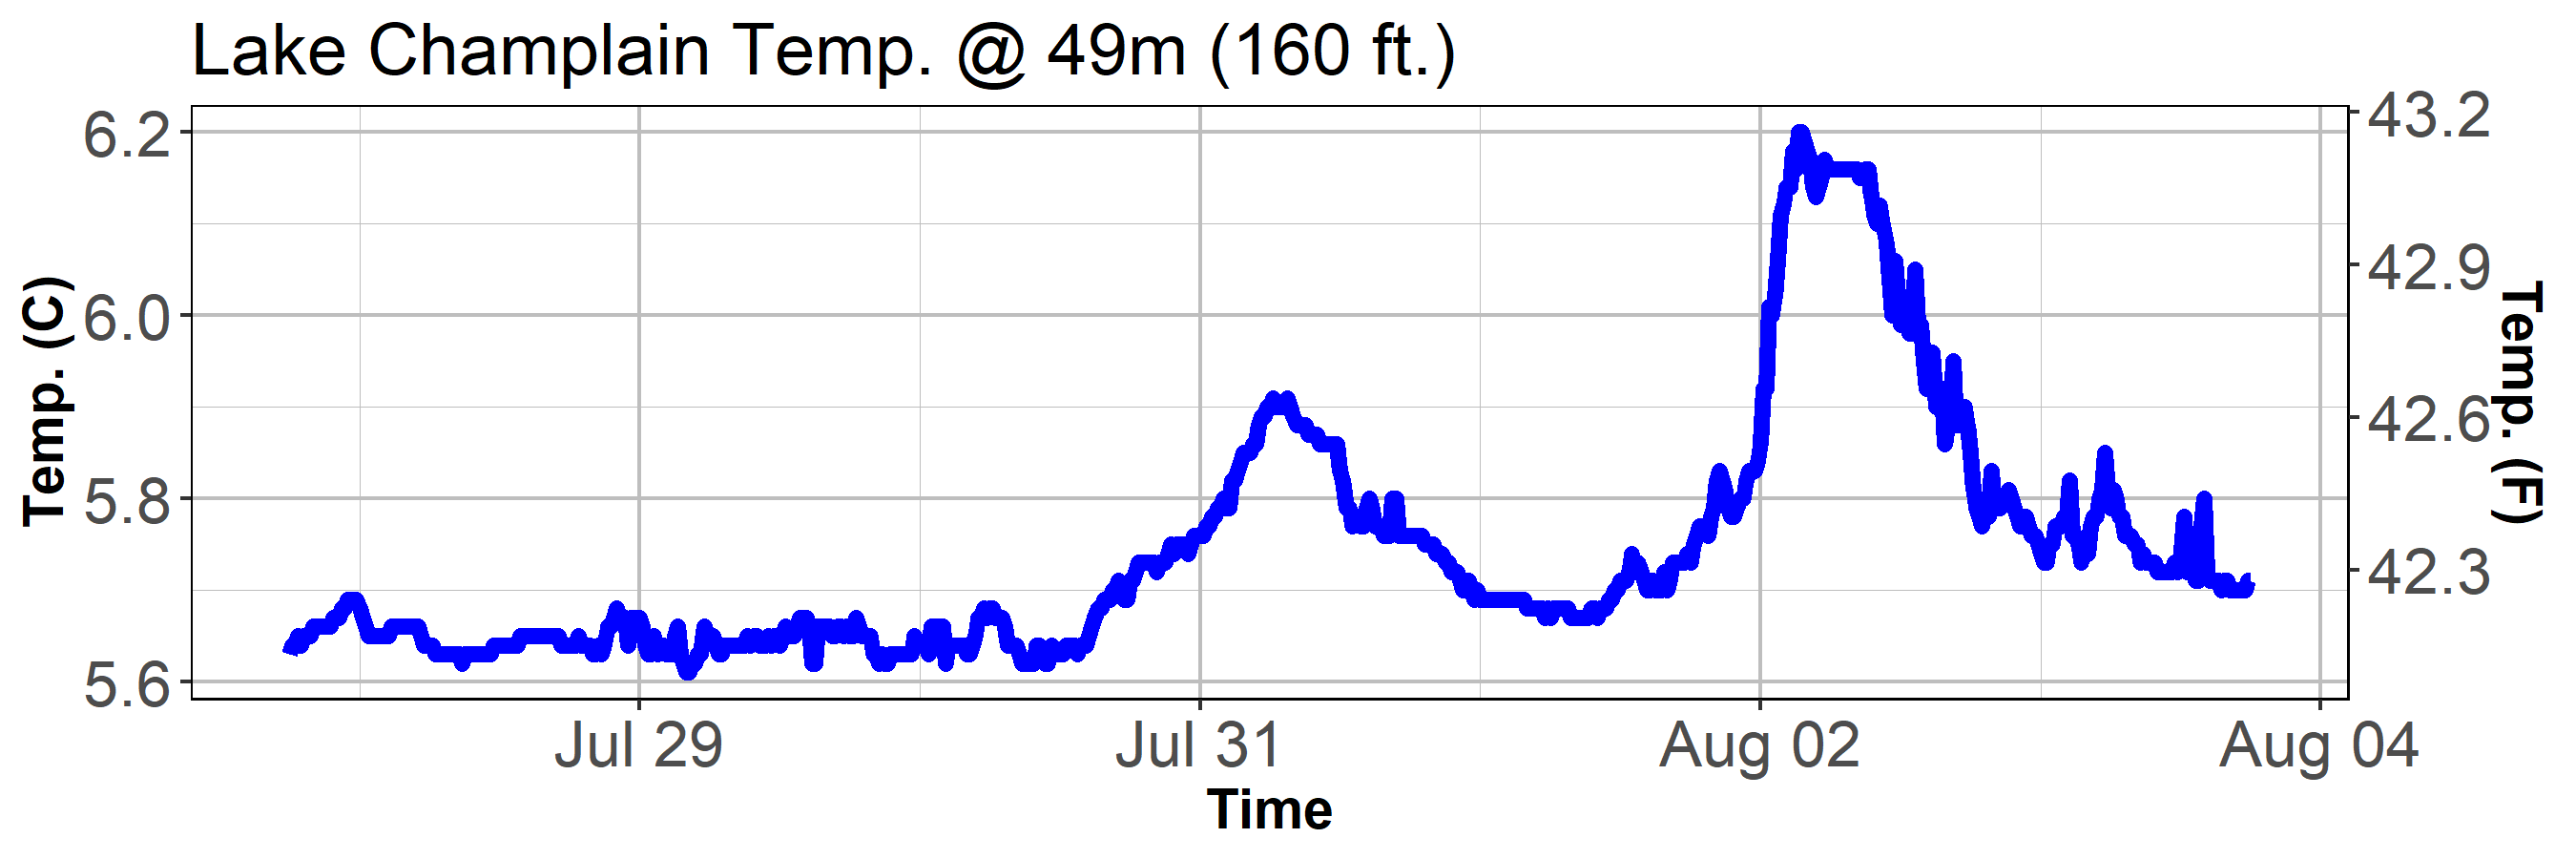 Lake Champlain Temp. @ 49m (160 ft.)
6.2
6.0
5.8
5.6
Temp. (C)
43.2
42.9
42.6
42.3
Temp. (F)
Jul 29
Jul 31
Aug 02
Aug 04
Time